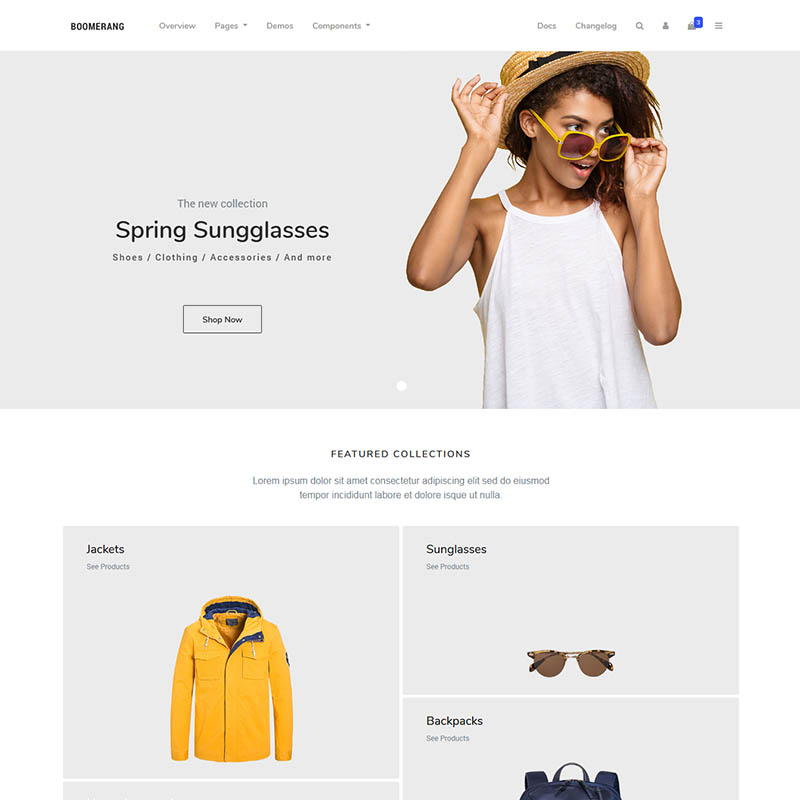 BOOMERANG Overview Pages Demos Components Docs Changelog 3
The new collection
Spring Sungglasses
Shoes / Clothing / Accessories / And more
Shop Now
FEATURED COLLECTIONS
Lorem ipsum dolor sit amet consectetur adipiscing elit sed do eiusmod
tempor incididunt labore et dolore isque ut nulla
Jackets
See Products
Sunglasses
See Products
Backpacks
See Products